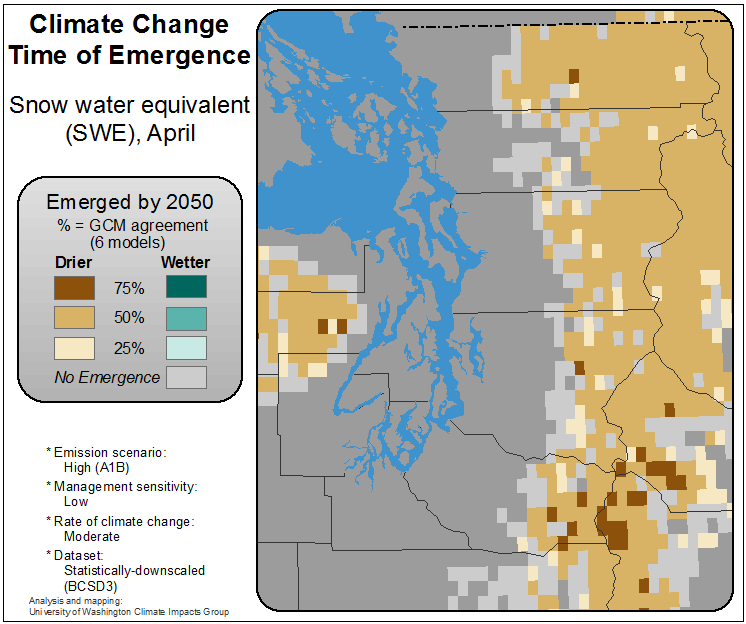 Climate Change
Time of Emergence
Snow water equivalent
(SWE), April
Emerged by 2050
% = GCM agreement
(6 models)
Drier Wetter
75%
50%
25%
No Emergence
* Emission scenario:
High (A1B)
* Management sensitivity:
Low
* Rate of climate change:
Moderate
* Dataset:
Statistically-downscaled
(BCSD3)
Analysis and mapping:
University of Washington Climate Impacts Group